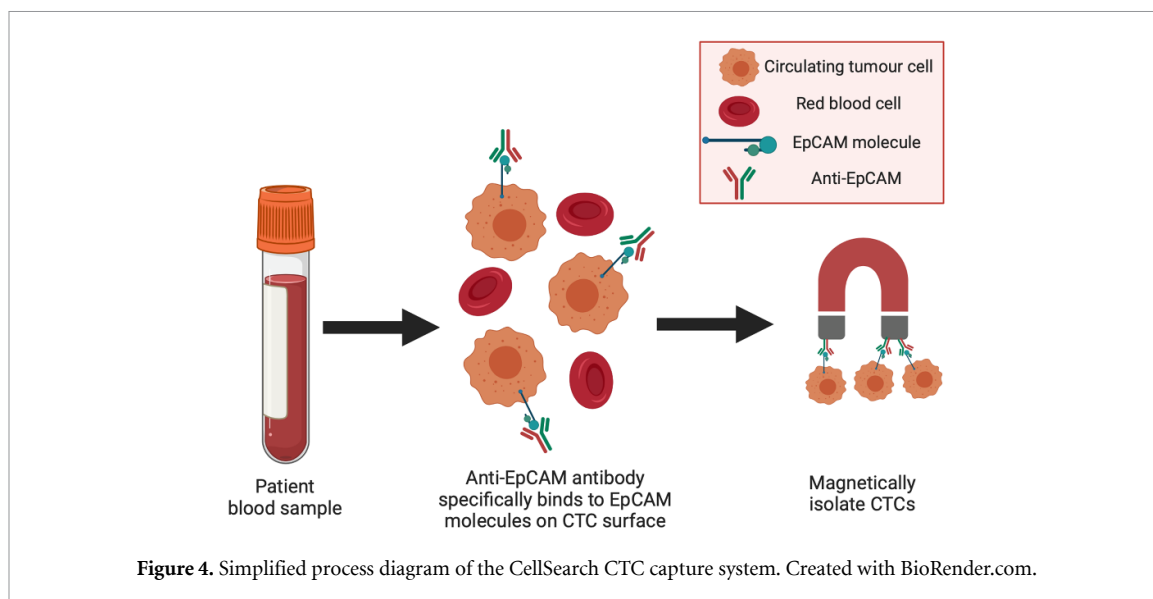 Circulating tumour cell
Red blood cell
EpCAM molecule
Anti-EpCAM
Patient
blood sample
Anti-EpCAM antibody
specifically binds to EpCAM
molecules on CTC surface
Magnetically
isolate CTCs
Figure 4. Simplified process diagram of the CellSearch CTC capture system. Created with BioRender.com.